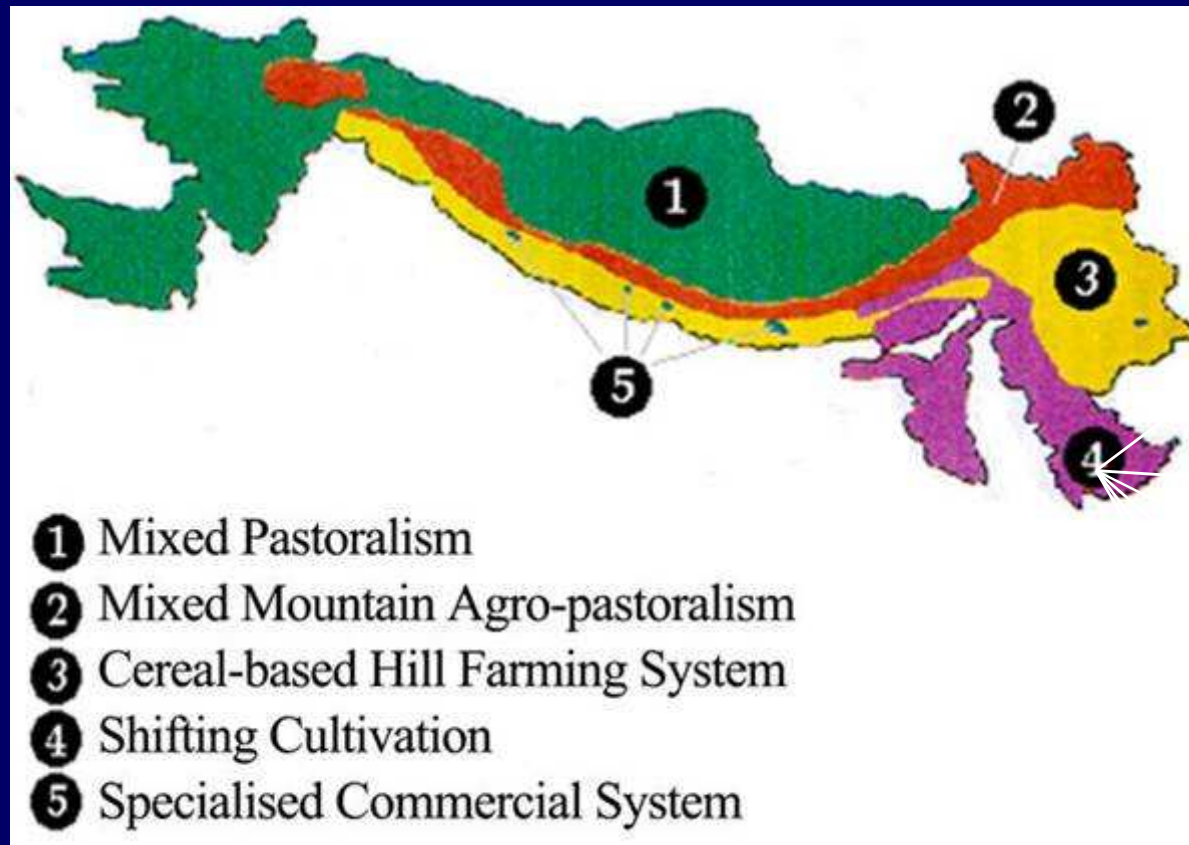 2
1
3
5
4
1 Mixed Pastoralism
2 Mixed Mountain Agro-pastoralism
3 Cereal-based Hill Farming System
4 Shifting Cultivation
5 Specialised Commercial System